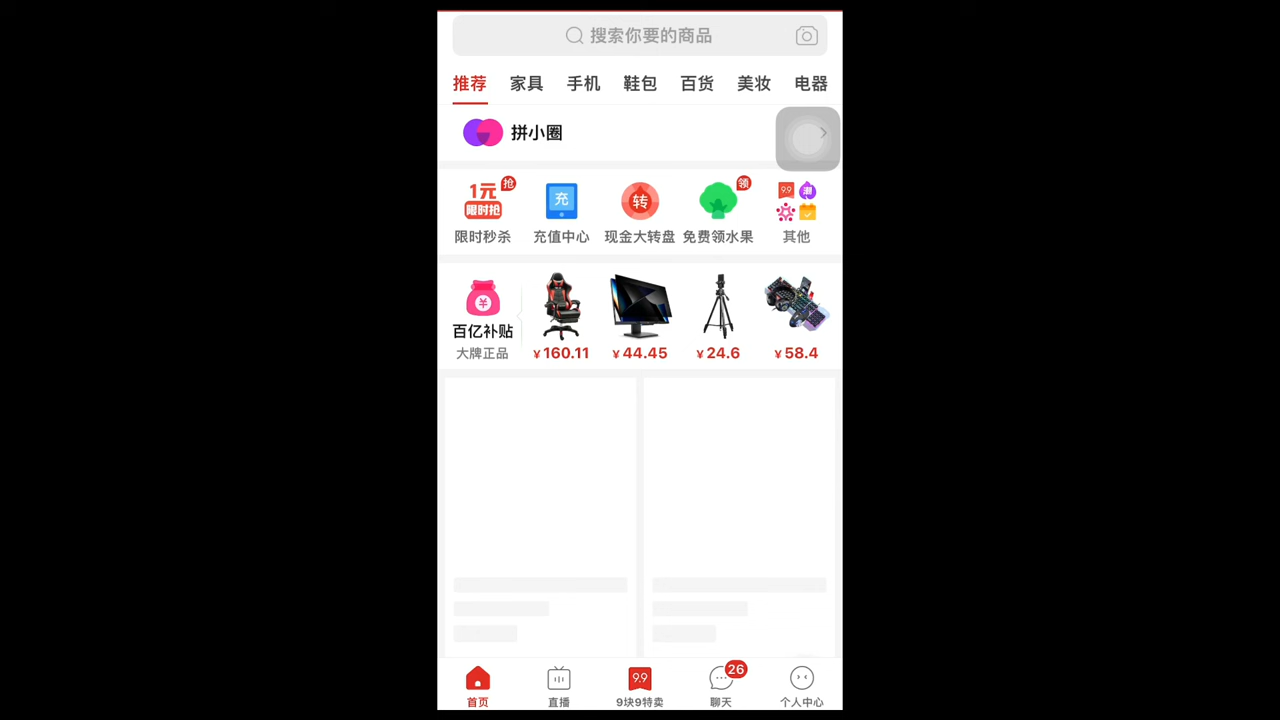 搜索你要的商品
推荐 家具 手机 鞋包 百货 美妆 电器
拼小圈
1元 抢 充 转 领 9.9 潮
限时抢
限时秒杀 充值中心 现金大转盘 免费领水果 其他
¥
百亿补贴
大牌正品 ¥160.11 ¥44.45 ¥24.6 ¥58.4
9.9 26
首页 直播 9块9特卖 聊天 个人中心